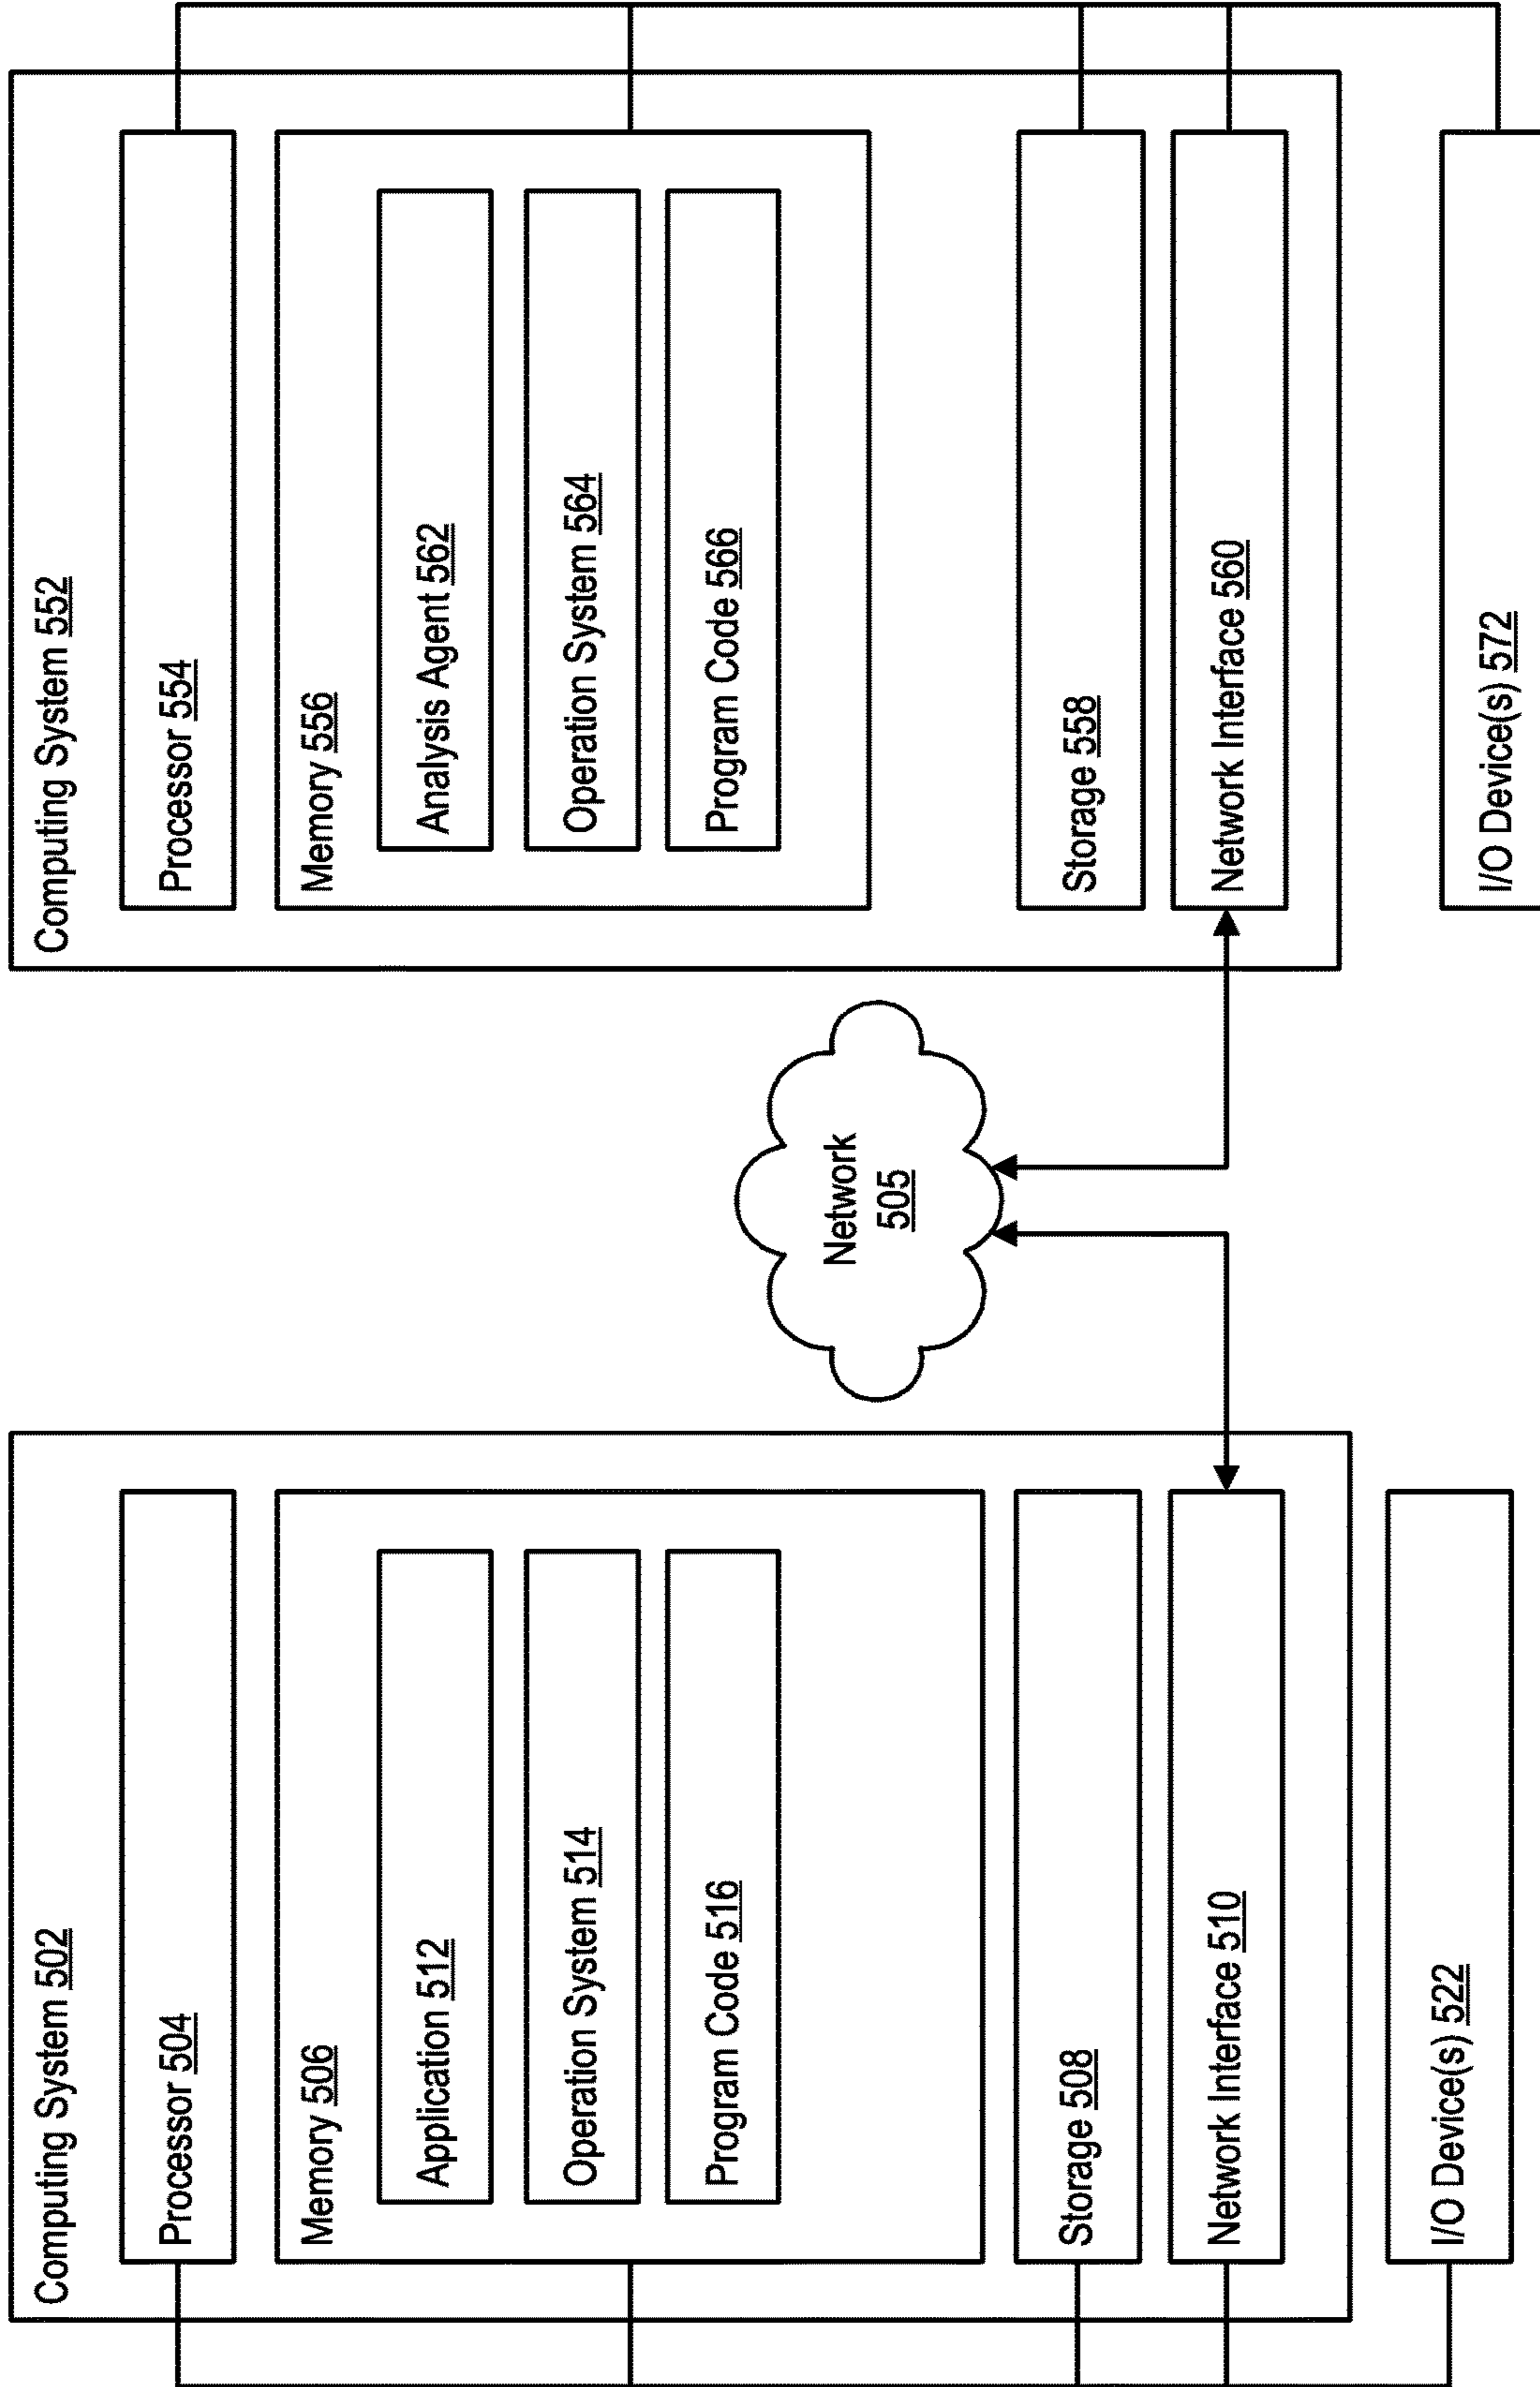 Computing System 502
Processor 504
Memory 506
Application 512
Operation System 514
Program Code 516
Storage 508
Network Interface 510
I/O Device(s) 522
Network
505
Computing System 552
Processor 554
Memory 556
Analysis Agent 562
Operation System 564
Program Code 566
Storage 558
Network Interface 560
I/O Device(s) 572